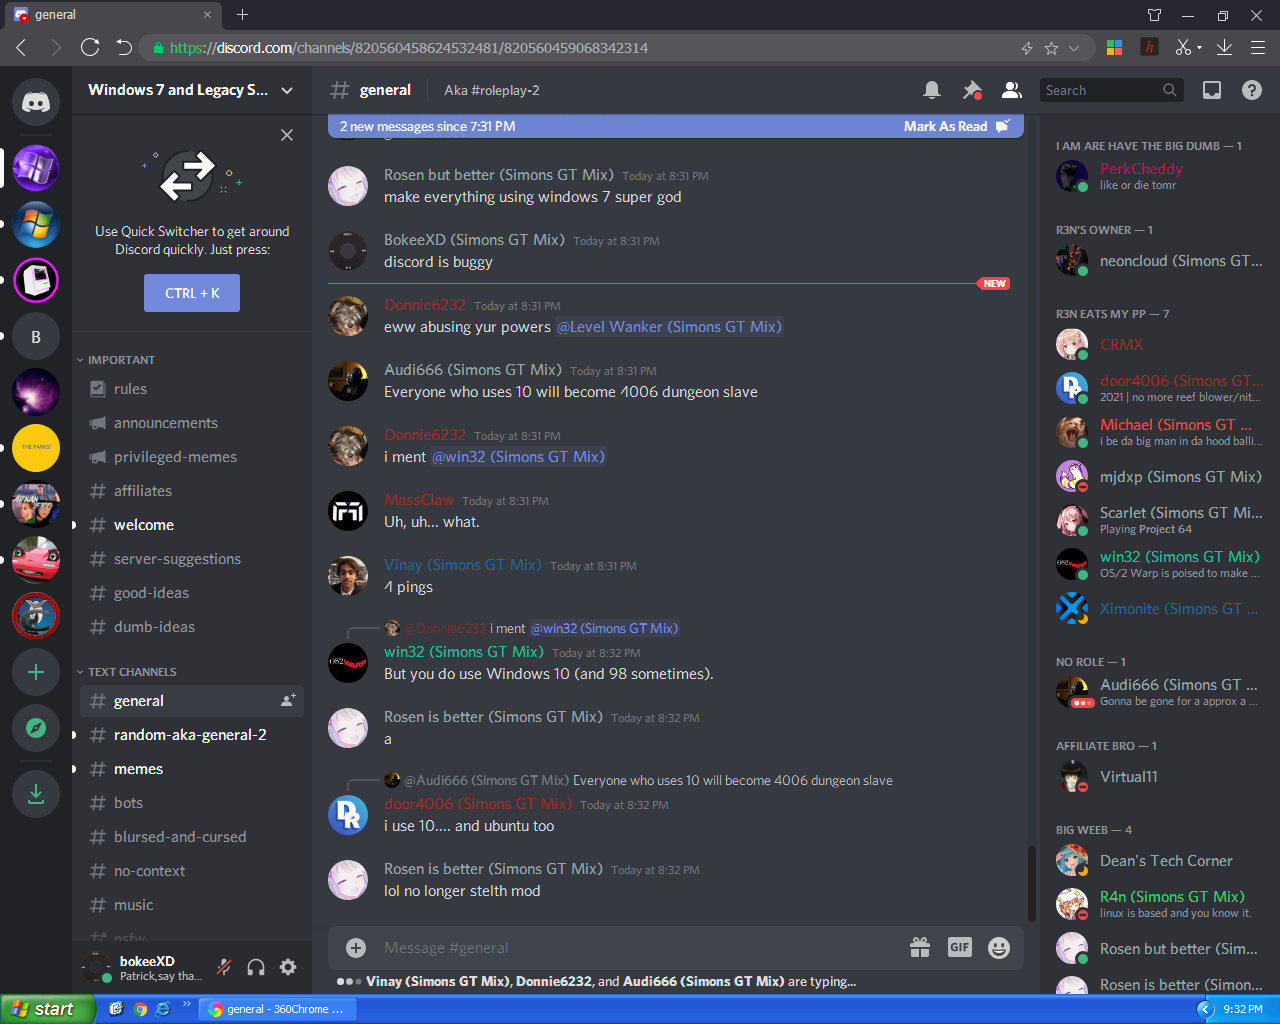 general
https://discord.com/channels/820560458624532481/820560459068342314
Windows 7 and Legacy S...
general
Aka #roleplay-2
Search
2 new messages since 7:31 PM
Mark As Read
Use Quick Switcher to get around
Discord quickly. Just press:
CTRL + K
IMPORTANT
rules
announcements
privileged-memes
affiliates
welcome
server-suggestions
good-ideas
dumb-ideas
TEXT CHANNELS
general
random-aka-general-2
memes
bots
blursed-and-cursed
no-context
music
nsfw
B
THE PARKS!
bokeeXD
Patrick,say tha...
Rosen but better (Simons GT Mix) Today at 8:31 PM
make everything using windows 7 super god
BokeeXD (Simons GT Mix) Today at 8:31 PM
discord is buggy
NEW
Donnie6232 Today at 8:31 PM
eww abusing yur powers @Level Wanker (Simons GT Mix)
Audi666 (Simons GT Mix) Today at 8:31 PM
Everyone who uses 10 will become 4006 dungeon slave
Donnie6232 Today at 8:31 PM
i ment @win32 (Simons GT Mix)
MassClaw Today at 8:31 PM
Uh, uh... what.
Vinay (Simons GT Mix) Today at 8:31 PM
4 pings
@Donnie6232 i ment @win32 (Simons GT Mix)
win32 (Simons GT Mix) Today at 8:32 PM
But you do use Windows 10 (and 98 sometimes).
Rosen is better (Simons GT Mix) Today at 8:32 PM
a
@Audi666 (Simons GT Mix) Everyone who uses 10 will become 4006 dungeon slave
door4006 (Simons GT Mix) Today at 8:32 PM
i use 10.... and ubuntu too
Rosen is better (Simons GT Mix) Today at 8:32 PM
lol no longer stelth mod
Message #general
GIF
Vinay (Simons GT Mix), Donnie6232, and Audi666 (Simons GT Mix) are typing...
I AM ARE HAVE THE BIG DUMB — 1
PerkCheddy
like or die tomr
R3N'S OWNER — 1
neoncloud (Simons GT...
R3N EATS MY PP — 7
CRMX
door4006 (Simons GT...
2021 | no more reef blower/nit...
Michael (Simons GT ...
i be da big man in da hood balli...
mjdxp (Simons GT Mix)
Scarlet (Simons GT Mi...
Playing Project 64
win32 (Simons GT Mix)
OS/2 Warp is poised to make ...
Ximonite (Simons GT ...
NO ROLE — 1
Audi666 (Simons GT ...
Gonna be gone for a approx a ...
AFFILIATE BRO — 1
Virtual11
BIG WEEB — 4
Dean's Tech Corner
R4n (Simons GT Mix)
linux is based and you know it.
Rosen but better (Sim...
Rosen is better (Simon...
start
general - 360Chrome ...
9:32 PM